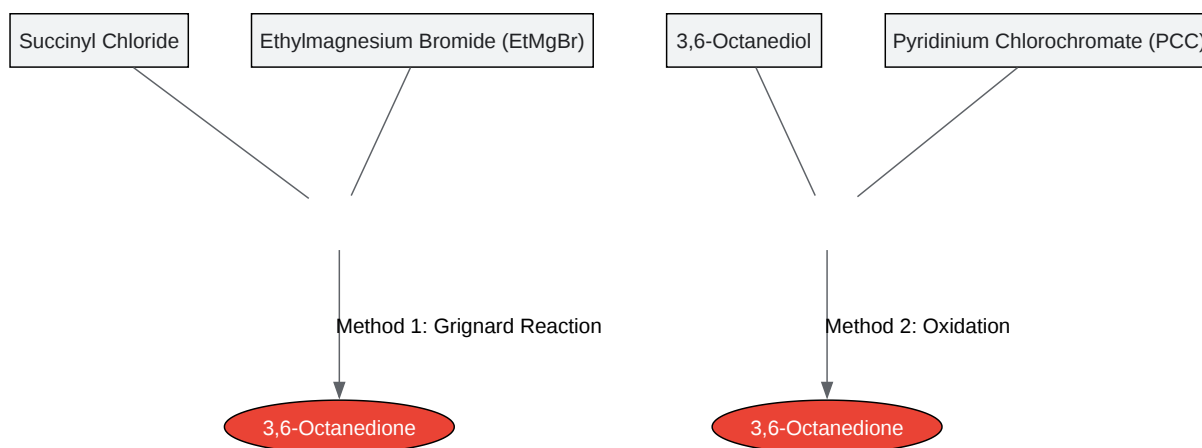 Succinyl Chloride
Ethylmagnesium Bromide (EtMgBr)
3,6-Octanediol
Pyridinium Chlorochromate (PCC)
Method 1: Grignard Reaction
Method 2: Oxidation
3,6-Octanedione
3,6-Octanedione